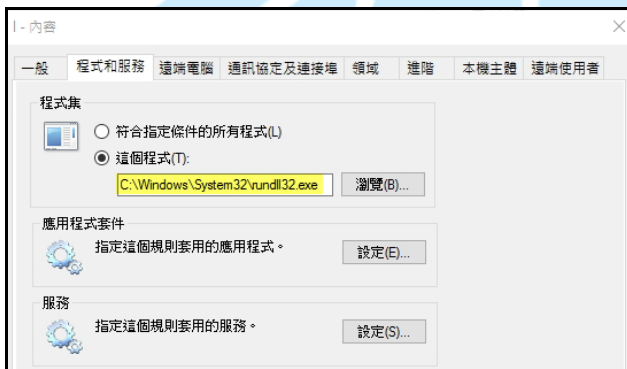 l - 內容
一般 程式和服務 遠端電腦 通訊協定及連接埠 領域 進階 本機主體 遠端使用者
程式集
符合指定條件的所有程式(L)
這個程式(T):
C:\Windows\System32\rundll32.exe 瀏覽(B)...
應用程式套件
指定這個規則套用的應用程式。 設定(E)...
服務
指定這個規則套用的服務。 設定(S)...